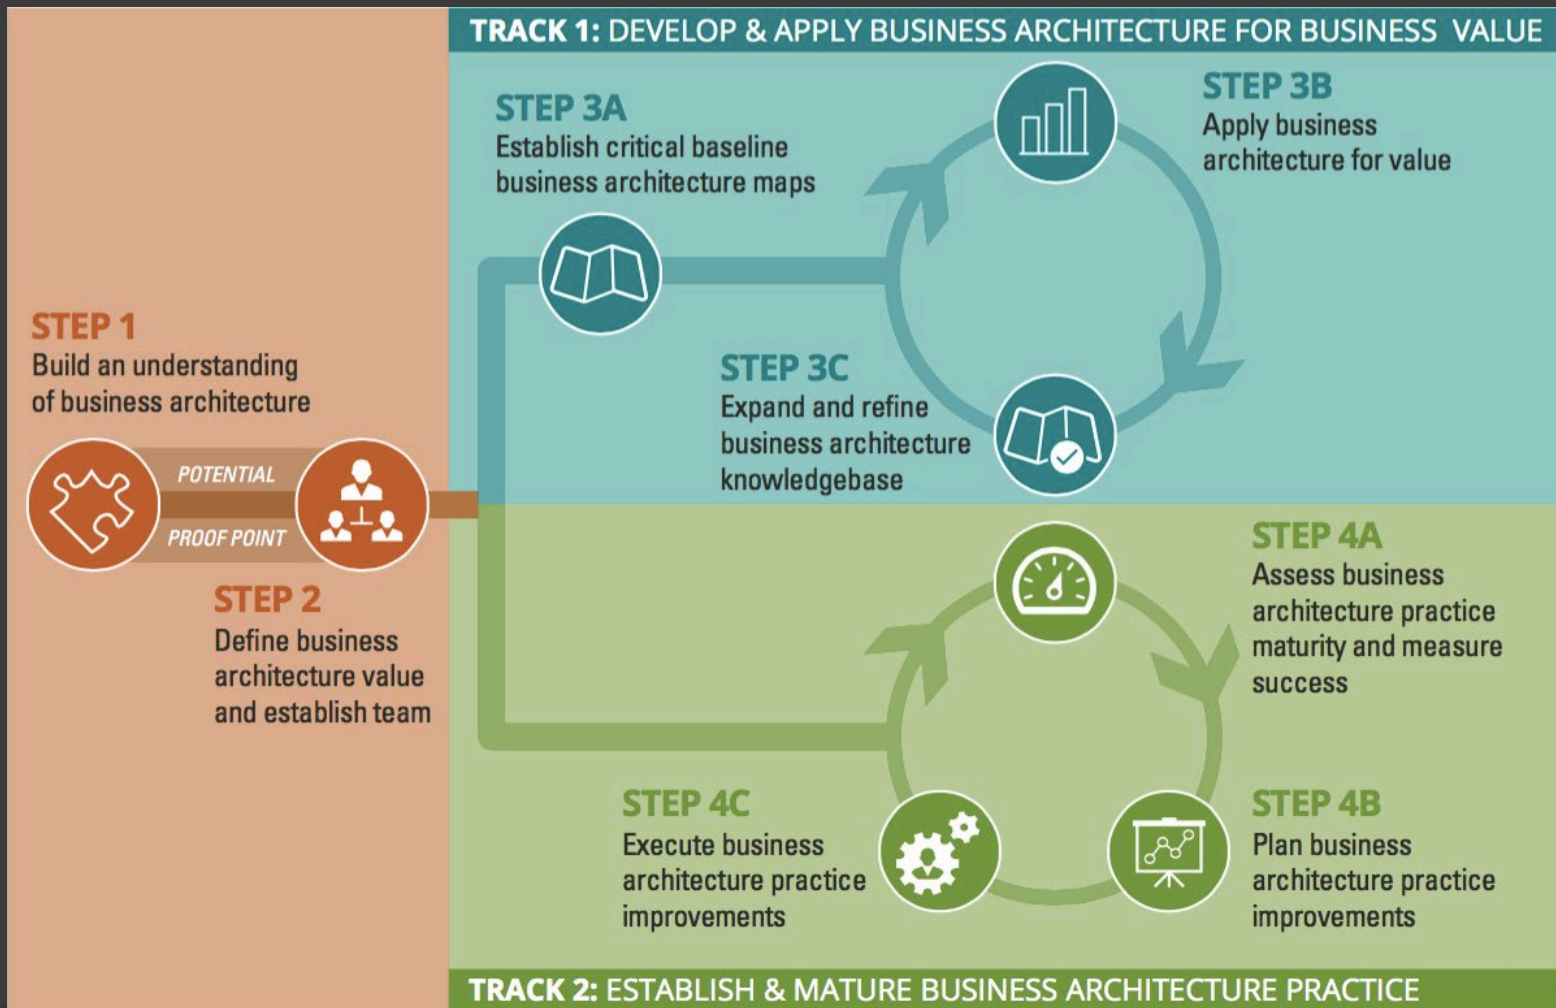 TRACK 1: DEVELOP & APPLY BUSINESS ARCHITECTURE FOR BUSINESS VALUE
STEP 1
Build an understanding
of business architecture
POTENTIAL
PROOF POINT
STEP 2
Define business
architecture value
and establish team
STEP 3A
Establish critical baseline
business architecture maps
STEP 3B
Apply business
architecture for value
STEP 3C
Expand and refine
business architecture
knowledgebase
STEP 4A
Assess business
architecture practice
maturity and measure
success
STEP 4B
Plan business
architecture practice
improvements
STEP 4C
Execute business
architecture practice
improvements
TRACK 2: ESTABLISH & MATURE BUSINESS ARCHITECTURE PRACTICE